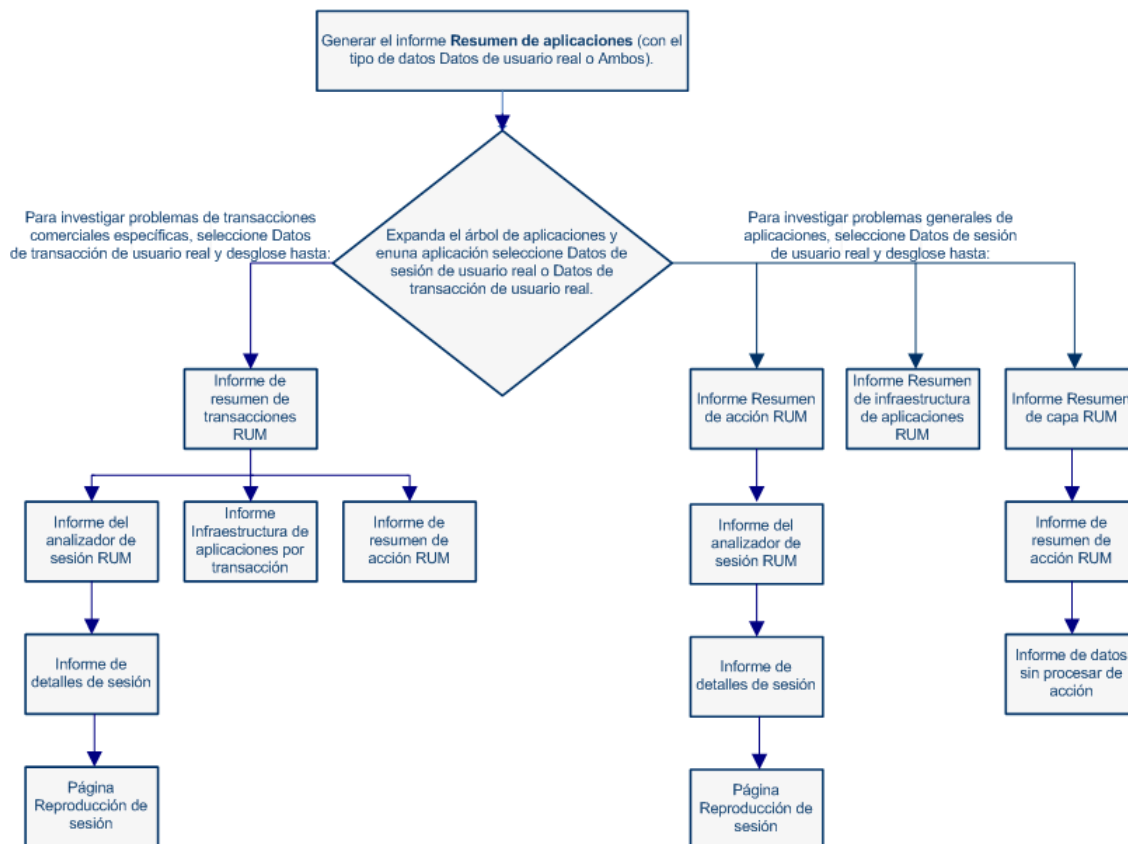 Generar el informe Resumen de aplicaciones (con el
tipo de datos Datos de usuario real o Ambos).
Para investigar problemas de transacciones
comerciales específicas, seleccione Datos
de transacción de usuario real y desglose hasta:
Expanda el árbol de aplicaciones y
enuna aplicación seleccione Datos de
sesión de usuario real o Datos de
transacción de usuario real.
Para investigar problemas generales de
aplicaciones, seleccione Datos de sesión
de usuario real y desglose hasta:
Informe de
resumen de
transacciones
RUM
Informe Resumen
de acción RUM
Informe Resumen
de infraestructura
de aplicaciones
RUM
Informe Resumen
de capa RUM
Informe del
analizador de
sesión RUM
Informe
Infraestructura de
aplicaciones por
transacción
Informe de
resumen de
acción RUM
Informe del
analizador de
sesión RUM
Informe de
resumen de
acción RUM
Informe de
detalles de sesión
Informe de
detalles de sesión
Informe de datos
sin procesar de
acción
Página
Reproducción de
sesión
Página
Reproducción de
sesión